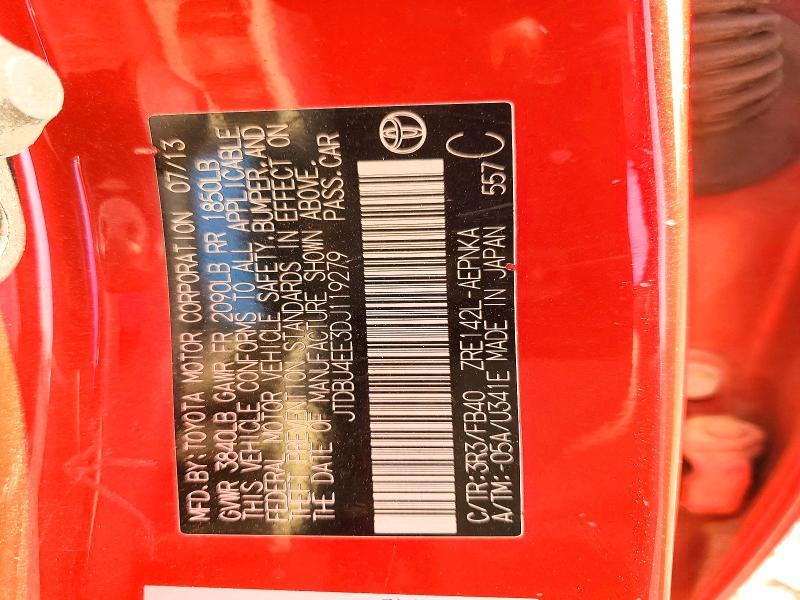 MFD. BY: TOYOTA MOTOR CORPORATION 07/13
GVWR 3840LB GAWR FR 2090LB RR 1850LB
THIS VEHICLE CONFORMS TO ALL APPLICABLE
FEDERAL MOTOR VEHICLE SAFETY, BUMPER, AND
THEFT PREVENTION STANDARDS IN EFFECT ON
THE DATE OF MANUFACTURE SHOWN ABOVE.
JTDBU4EE3DJ119279 PASS. CAR
C/TR: 3R3/FB40 ZRE142L-AEPNKA 557 C
A/TM: -05A/U341E MADE IN JAPAN